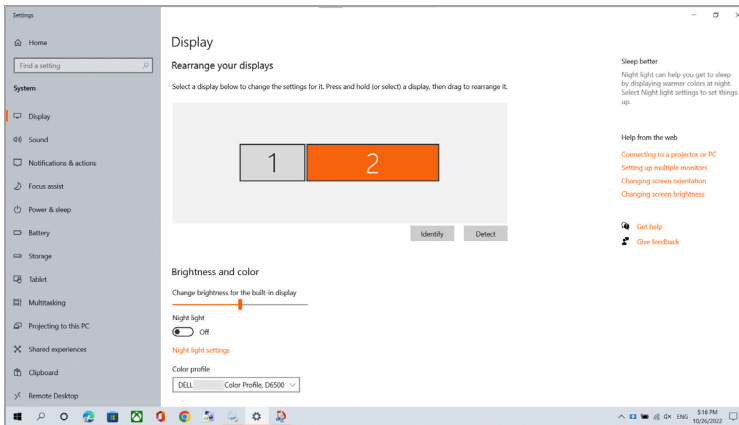 Settings
Home
Find a setting
System
Display
Sound
Notifications & actions
Focus assist
Power & sleep
Battery
Storage
Tablet
Multitasking
Projecting to this PC
Shared experiences
Clipboard
Remote Desktop
Display
Rearrange your displays
Select a display below to change the settings for it. Press and hold (or select) a display, then drag to rearrange it.
1
2
Identify
Detect
Brightness and color
Change brightness for the built-in display
Night light
Off
Night light settings
Color profile
DELL Color Profile, D6500
Sleep better
Night light can help you get to sleep
by displaying warmer colors at night.
Select Night light settings to set things
up.
Help from the web
Connecting to a projector or PC
Setting up multiple monitors
Changing screen orientation
Changing screen brightness
Get help
Give feedback
ENG
5:16 PM
10/26/2022